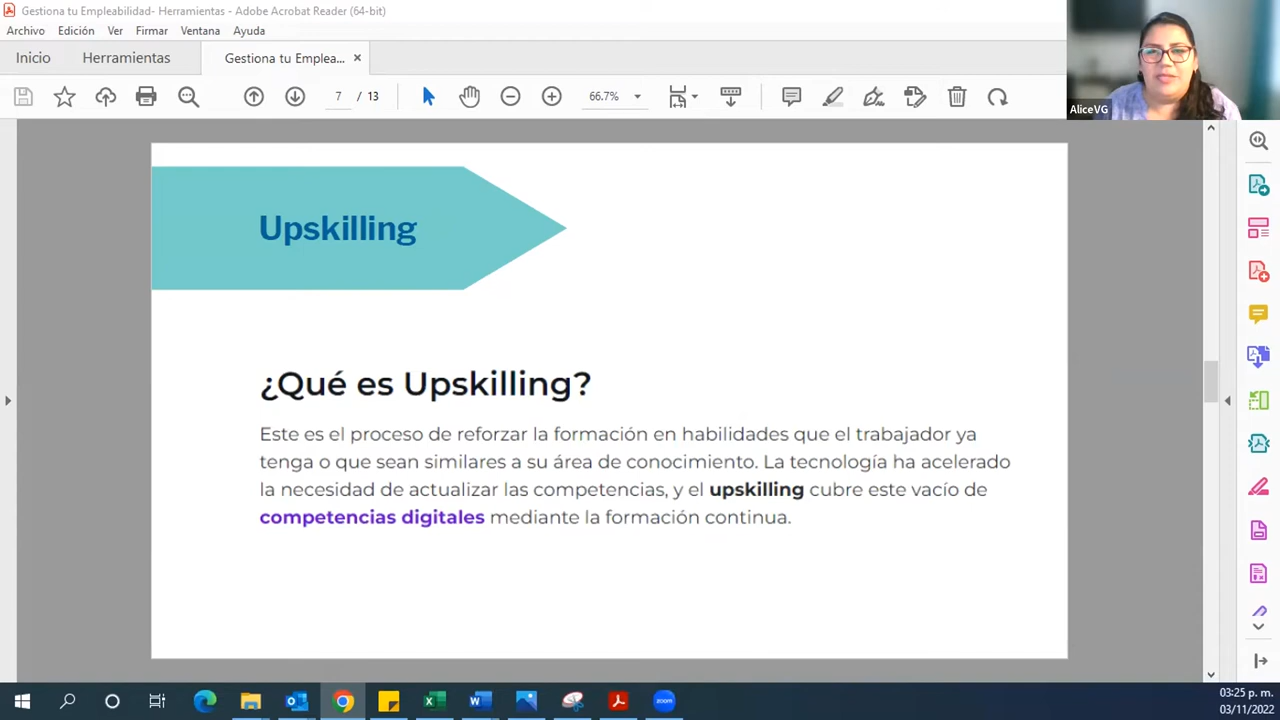 Gestiona tu Empleabilidad- Herramientas - Adobe Acrobat Reader (64-bit)
Archivo Edición Ver Firmar Ventana Ayuda
Inicio Herramientas Gestiona tu Emplea... ×
7 / 13 66.7%
AliceVG
Upskilling
¿Qué es Upskilling?
Este es el proceso de reforzar la formación en habilidades que el trabajador ya
tenga o que sean similares a su área de conocimiento. La tecnología ha acelerado
la necesidad de actualizar las competencias, y el upskilling cubre este vacío de
competencias digitales mediante la formación continua.
zoom
03:25 p. m.
03/11/2022